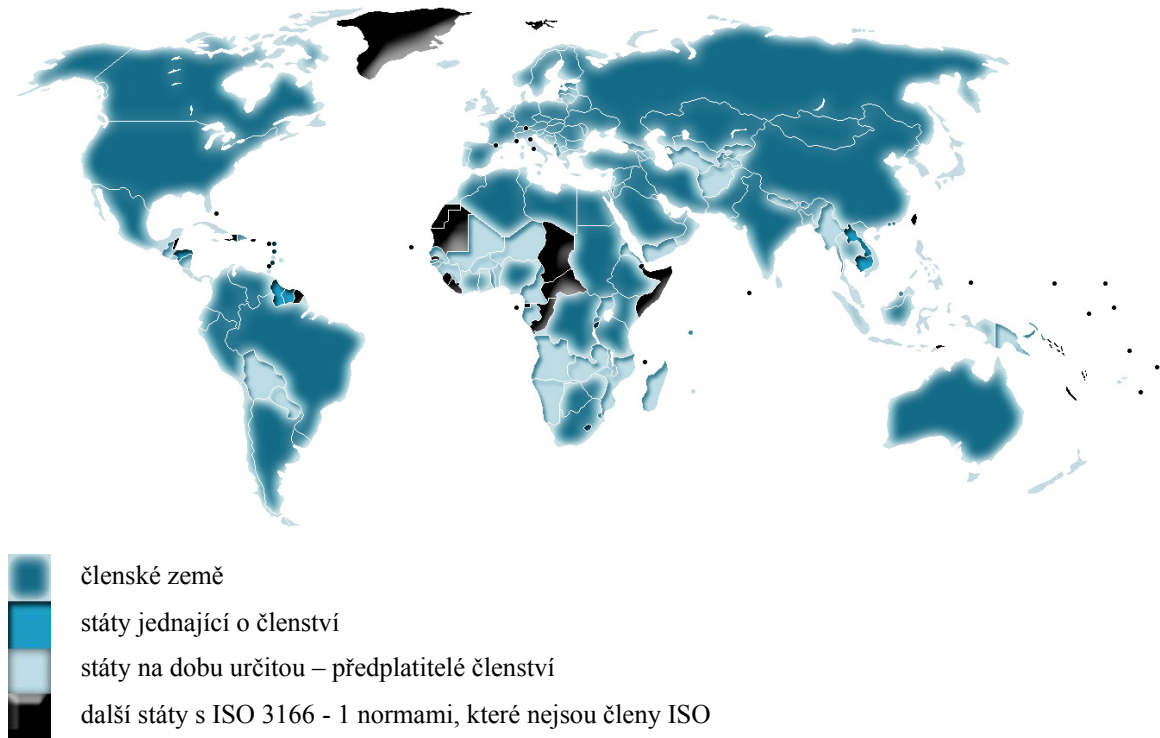 členské země
státy jednající o členství
státy na dobu určitou – předplatitelé členství
další státy s ISO 3166 - 1 normami, které nejsou členy ISO